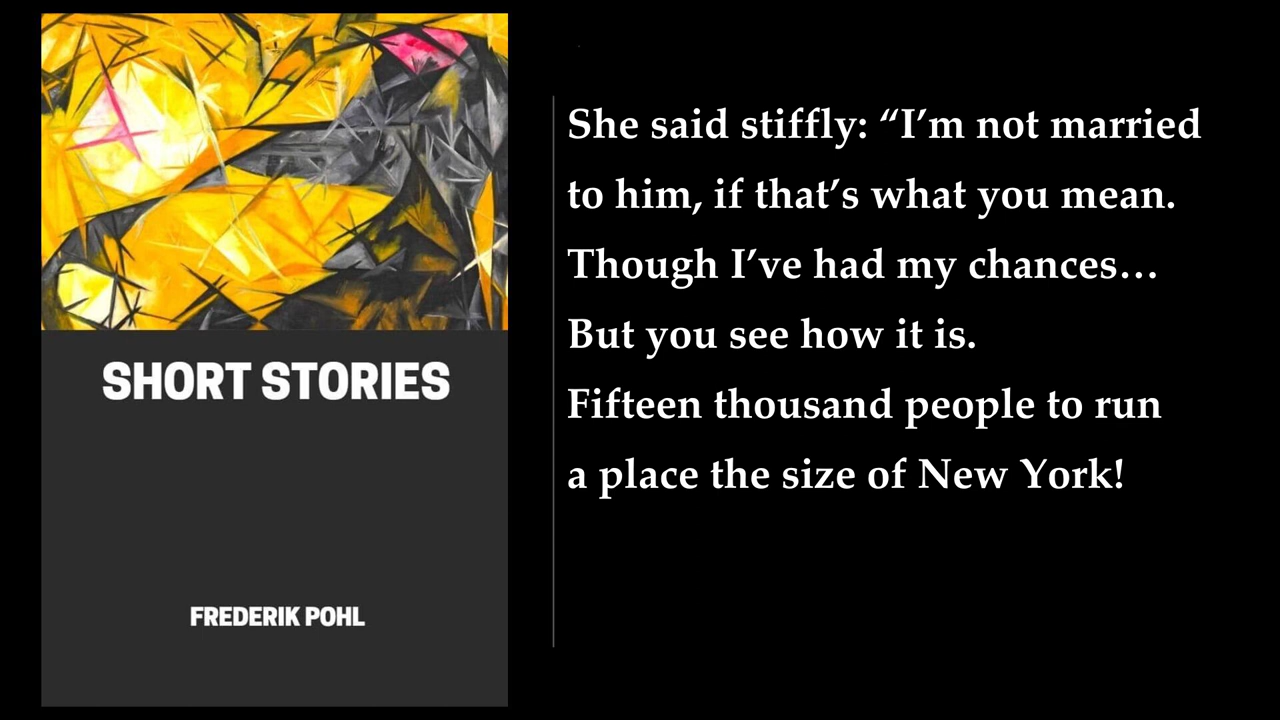 SHORT STORIES
FREDERIK POHL
She said stiffly: “I’m not married
to him, if that’s what you mean.
Though I’ve had my chances…
But you see how it is.
Fifteen thousand people to run
a place the size of New York!